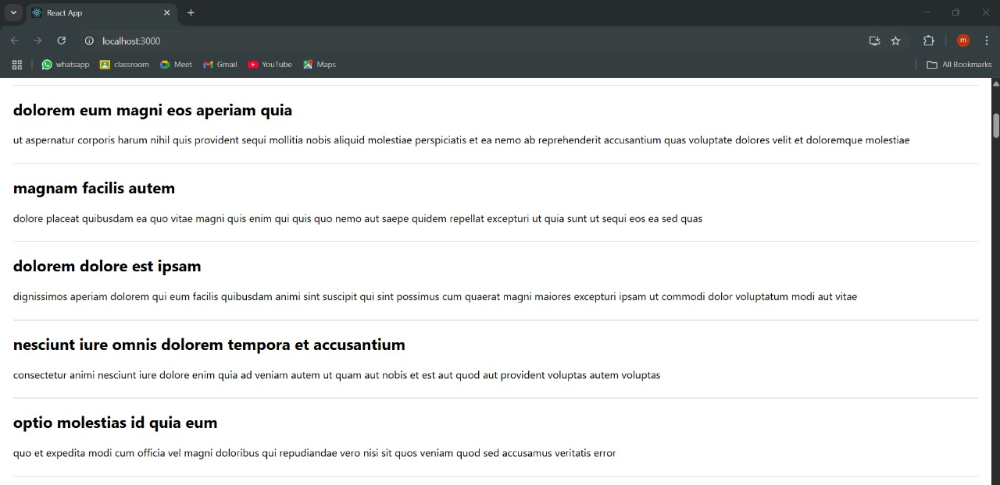 React App
localhost:3000
m
whatsapp classroom Meet Gmail YouTube Maps All Bookmarks
dolorem eum magni eos aperiam quia
ut aspernatur corporis harum nihil quis provident sequi mollitia nobis aliquid molestiae perspiciatis et ea nemo ab reprehenderit accusantium quas voluptate dolores velit et doloremque molestiae
magnam facilis autem
dolore placeat quibusdam ea quo vitae magni quis enim qui quis quo nemo aut saepe quidem repellat excepturi ut quia sunt ut sequi eos ea sed quas
dolorem dolore est ipsam
dignissimos aperiam dolorem qui eum facilis quibusdam animi sint suscipit qui sint possimus cum quaerat magni maiores excepturi ipsam ut commodi dolor voluptatum modi aut vitae
nesciunt iure omnis dolorem tempora et accusantium
consectetur animi nesciunt iure dolore enim quia ad veniam autem ut quam aut nobis et est aut quod aut provident voluptas autem voluptas
optio molestias id quia eum
quo et expedita modi cum officia vel magni doloribus qui repudiandae vero nisi sit quos veniam quod sed accusamus veritatis error